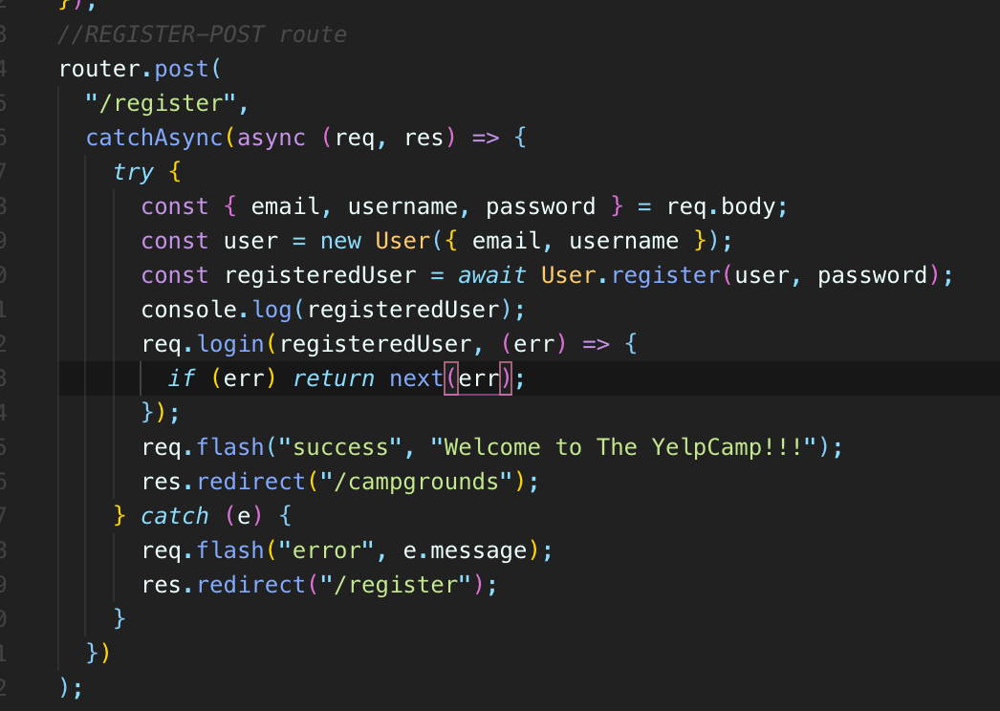 });
//REGISTER-POST route
router.post(
"/register",
catchAsync(async (req, res) => {
try {
const { email, username, password } = req.body;
const user = new User({ email, username });
const registeredUser = await User.register(user, password);
console.log(registeredUser);
req.login(registeredUser, (err) => {
if (err) return next(err);
});
req.flash("success", "Welcome to The YelpCamp!!!");
res.redirect("/campgrounds");
} catch (e) {
req.flash("error", e.message);
res.redirect("/register");
}
})
);